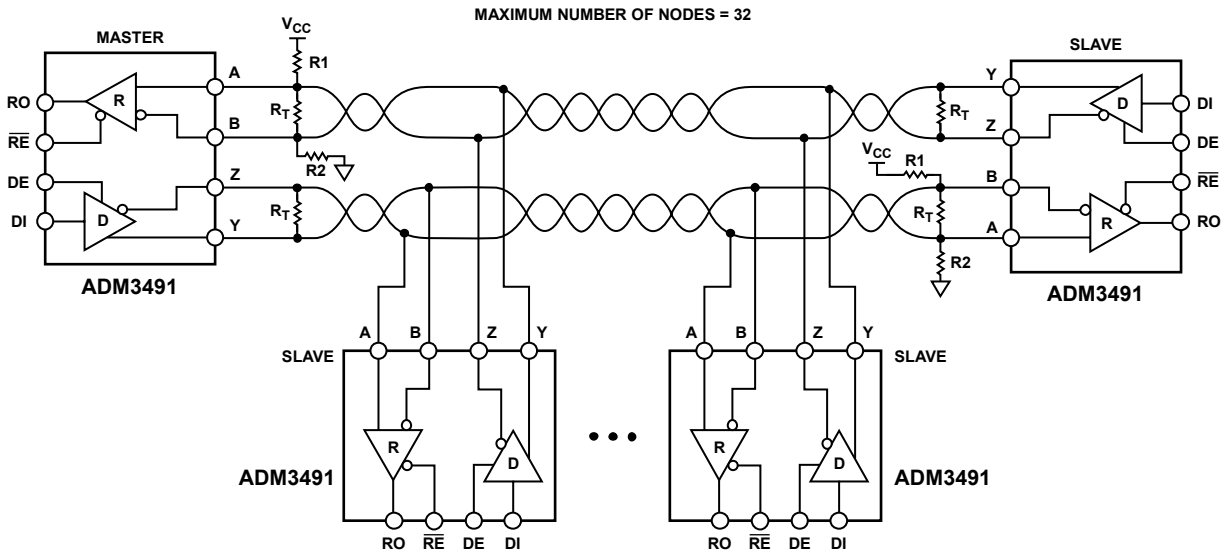 MAXIMUM NUMBER OF NODES = 32
MASTER
SLAVE
VCC
R1
A
RO
R
RT
B
RE
R2
DE
Z
DI
D
RT
Y
ADM3491
Y
RT
D
DI
Z
DE
VCC
R1
B
RE
RT
R
RO
A
R2
ADM3491
A B Z Y
SLAVE
R
D
ADM3491
RO RE DE DI
A B Z Y
SLAVE
R
D
ADM3491
RO RE DE DI